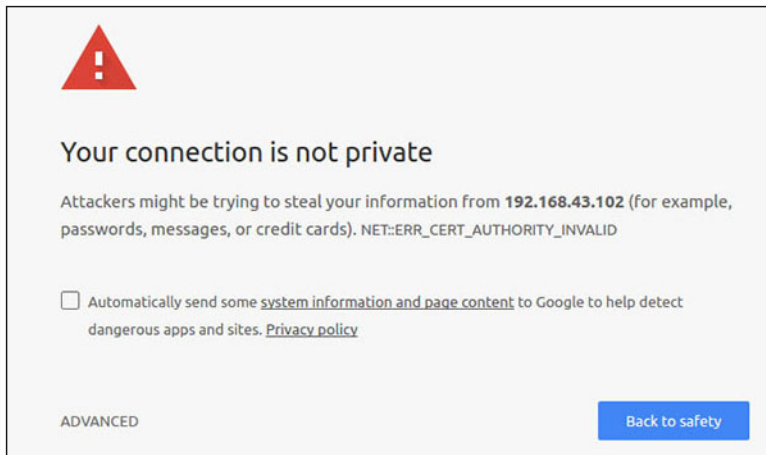 Your connection is not private
Attackers might be trying to steal your information from 192.168.43.102 (for example,
passwords, messages, or credit cards). NET::ERR_CERT_AUTHORITY_INVALID
Automatically send some system information and page content to Google to help detect
dangerous apps and sites. Privacy policy
ADVANCED
Back to safety